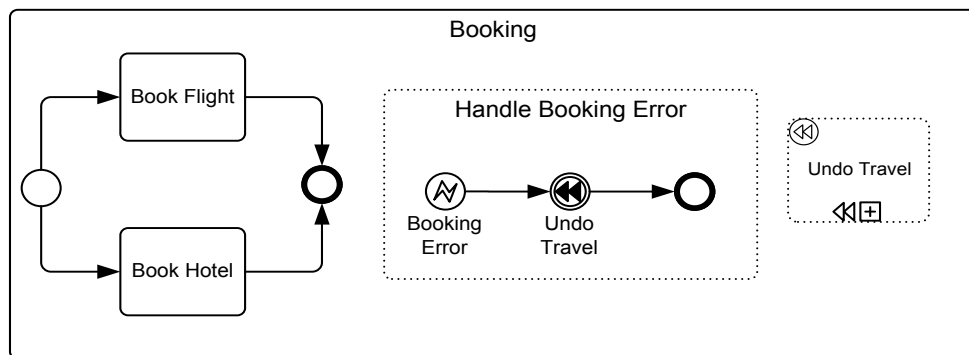 Booking
Book Flight
Book Hotel
Handle Booking Error
Booking
Error
Undo
Travel
Undo Travel